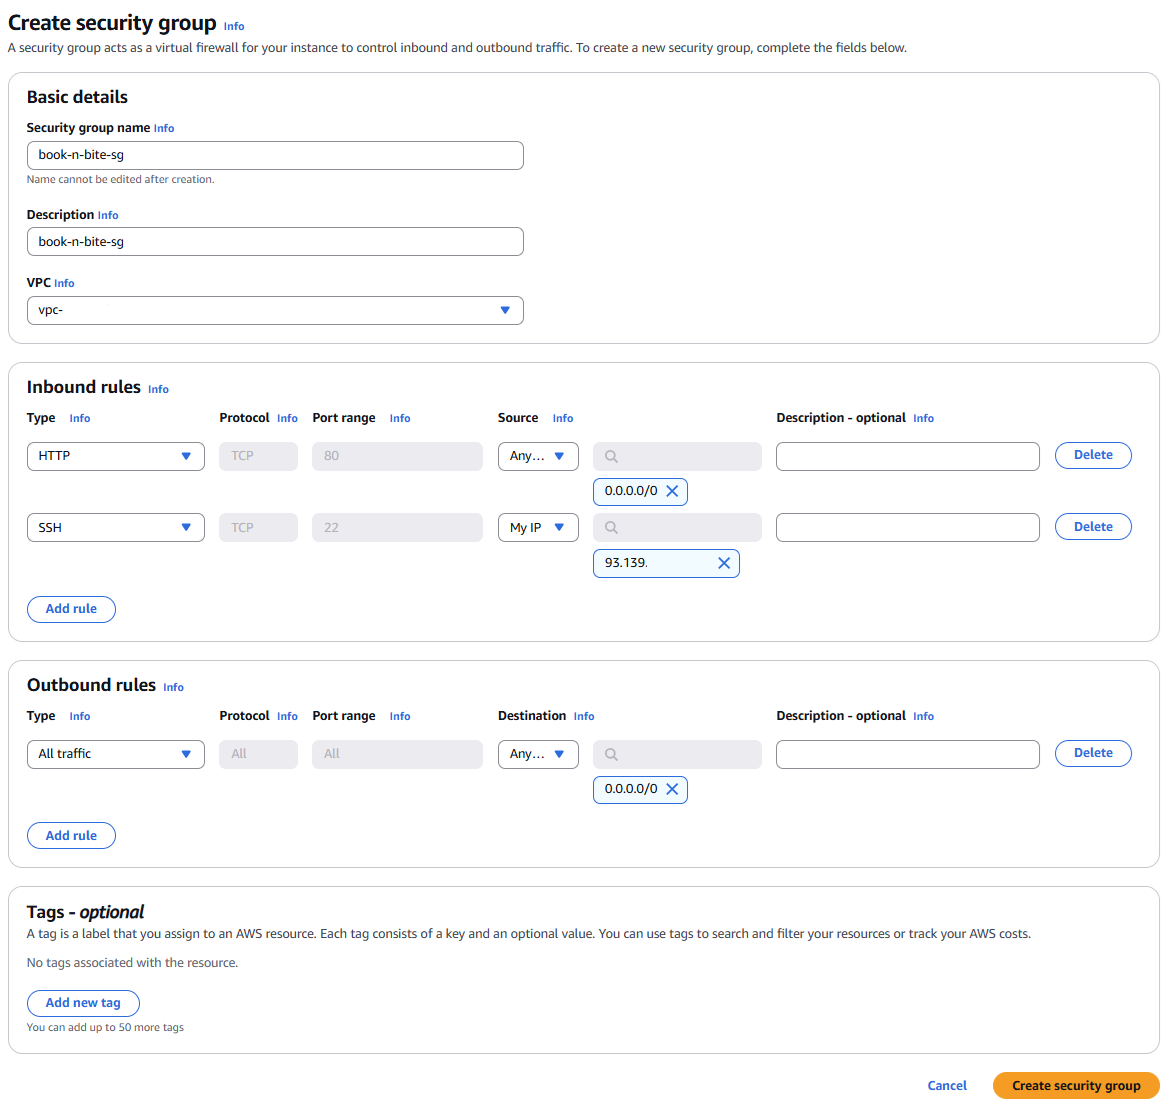 Create security group Info
A security group acts as a virtual firewall for your instance to control inbound and outbound traffic. To create a new security group, complete the fields below.
Basic details
Security group name Info
book-n-bite-sg
Name cannot be edited after creation.
Description Info
book-n-bite-sg
VPC Info
vpc-
Inbound rules Info
Type Info Protocol Info Port range Info Source Info Description - optional Info
HTTP TCP 80 Any... Delete
0.0.0.0/0
SSH TCP 22 My IP Delete
93.139.
Add rule
Outbound rules Info
Type Info Protocol Info Port range Info Destination Info Description - optional Info
All traffic All All Any... Delete
0.0.0.0/0
Add rule
Tags - optional
A tag is a label that you assign to an AWS resource. Each tag consists of a key and an optional value. You can use tags to search and filter your resources or track your AWS costs.
No tags associated with the resource.
Add new tag
You can add up to 50 more tags
Cancel Create security group